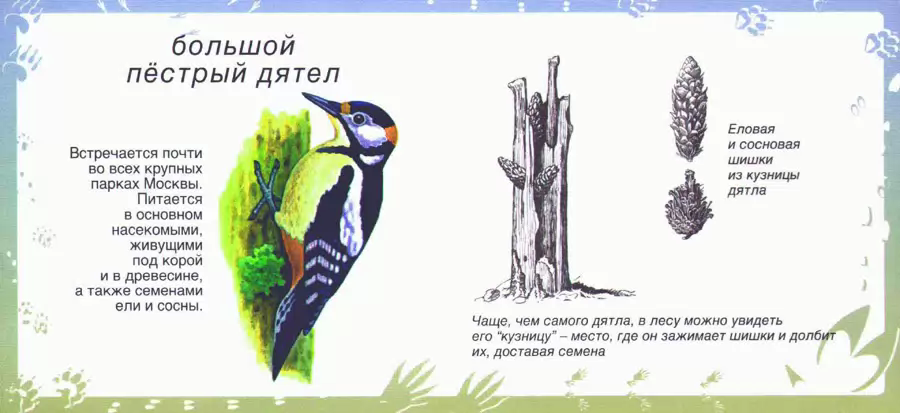 большой
пёстрый дятел
Встречается почти
во всех крупных
парках Москвы.
Питается
в основном
насекомыми,
живущими
под корой
и в древесине,
а также семенами
ели и сосны.
Еловая
и сосновая
шишки
из кузницы
дятла
Чаще, чем самого дятла, в лесу можно увидеть
его "кузницу" – место, где он зажимает шишки и долбит
их, доставая семена